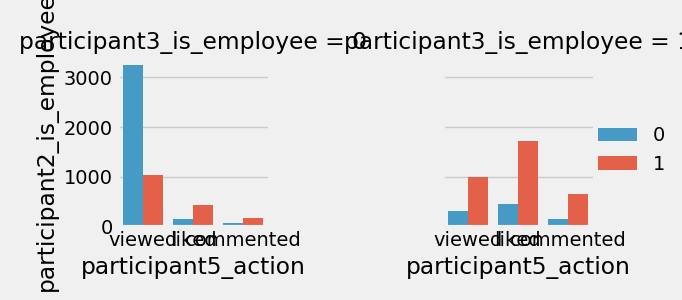 participant3_is_employee = 0
participant3_is_employee = 1
participant2_is_employee
3000
2000
1000
0
viewed liked commented
viewed liked commented
participant5_action
participant5_action
0
1